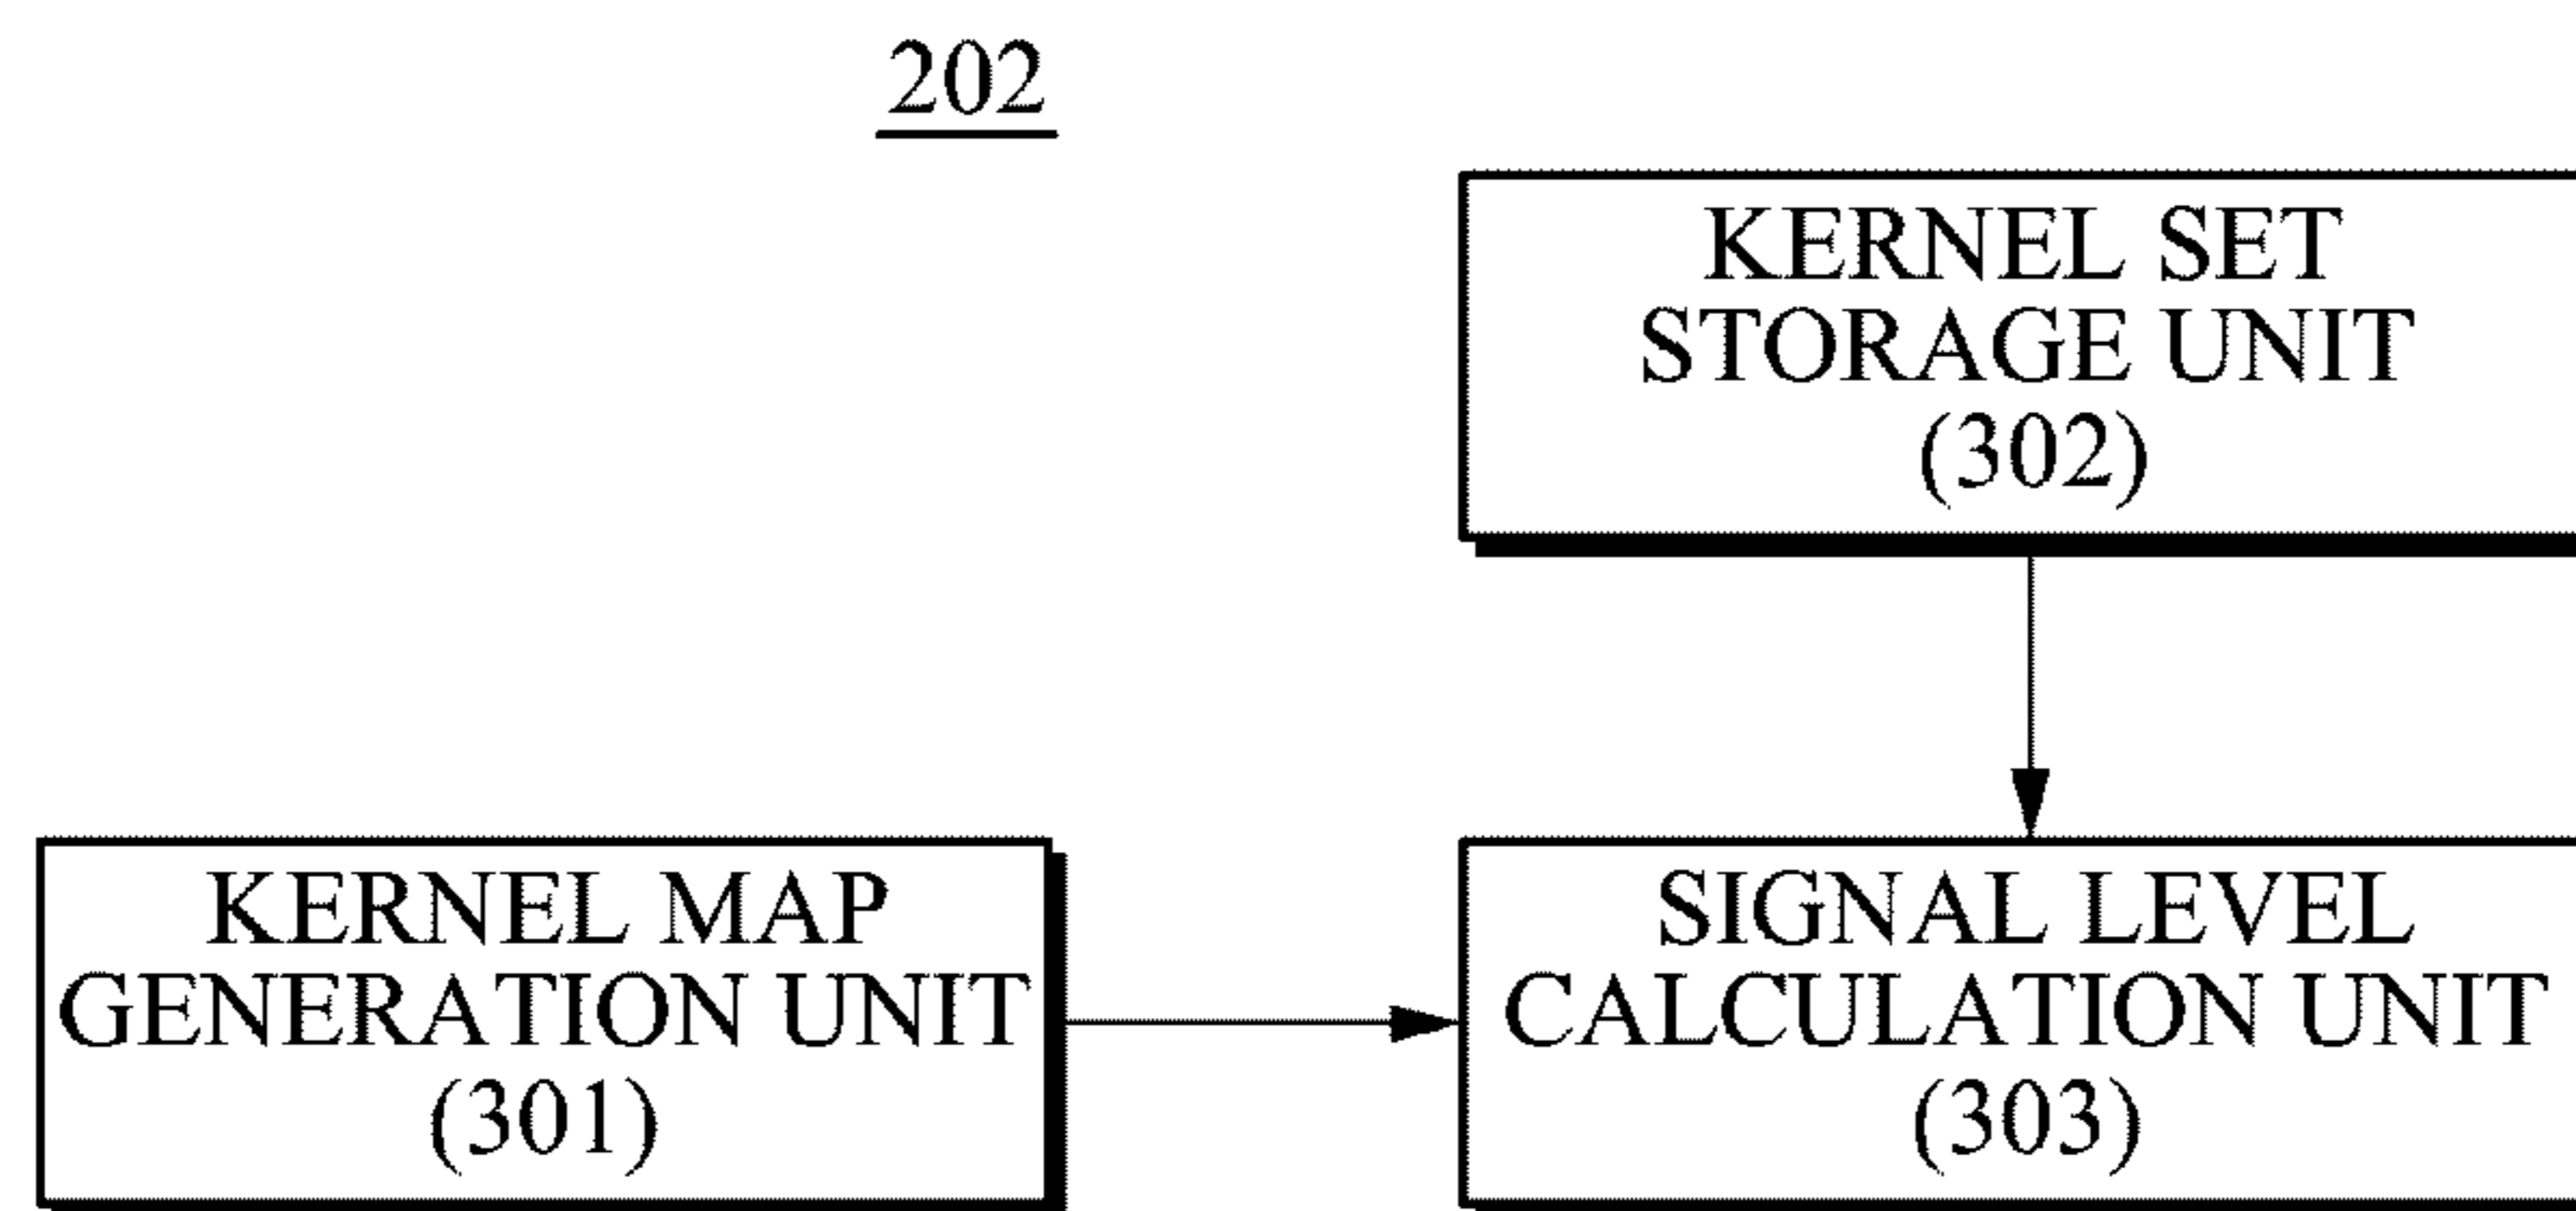 202
KERNEL SET
STORAGE UNIT
(302)
KERNEL MAP
GENERATION UNIT
(301)
SIGNAL LEVEL
CALCULATION UNIT
(303)